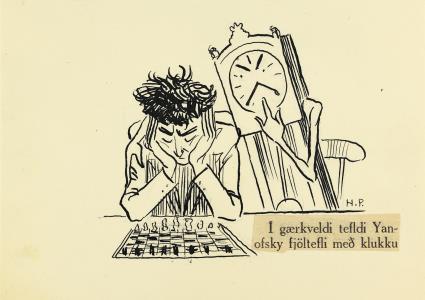 H.P.
Í gærkveldi tefldi Yan-
ofsky fjöltefli með klukku